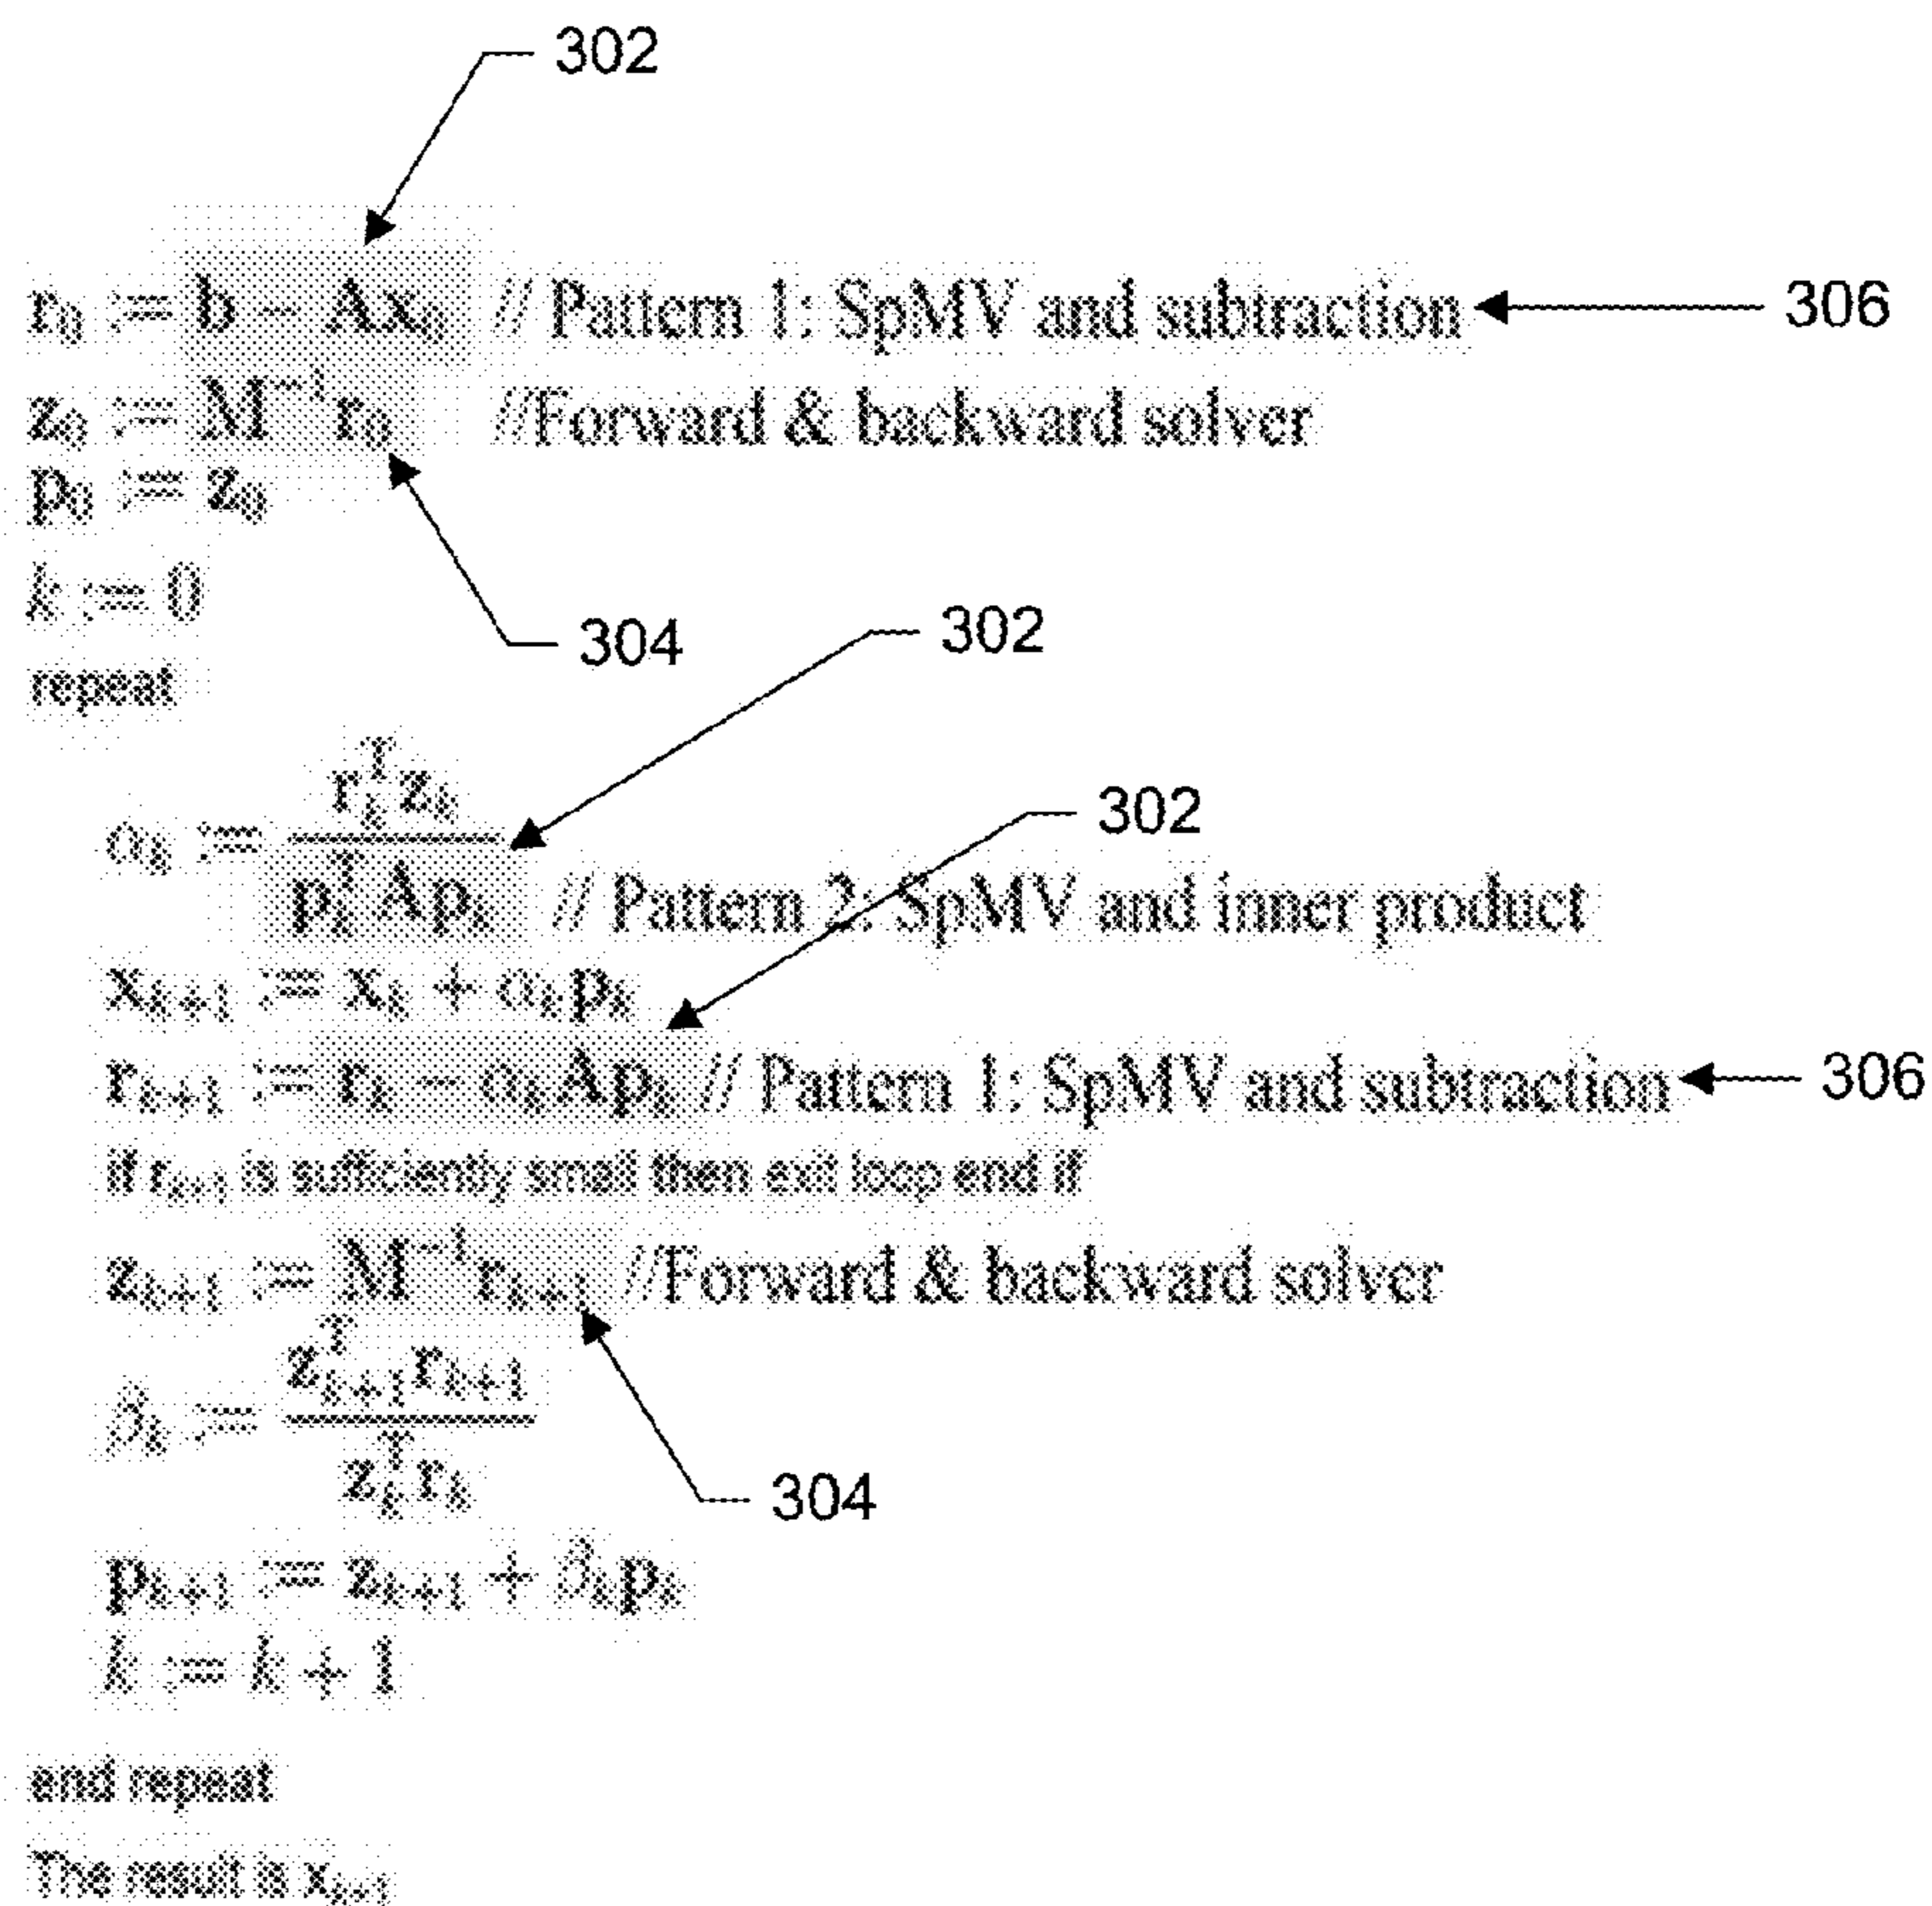 302
r₀ := b − Ax₀ // Pattern 1: SpMV and subtraction 306
z₀ := M⁻¹r₀ //Forward & backward solver
p₀ := z₀
k := 0
304 302
repeat
302
αₖ := rₖᵀzₖ / pₖᵀApₖ // Pattern 2: SpMV and inner product
xₖ₊₁ := xₖ + αₖpₖ
rₖ₊₁ := rₖ − αₖApₖ // Pattern 1: SpMV and subtraction 306
if rₖ₊₁ is sufficiently small then exit loop end if
zₖ₊₁ := M⁻¹rₖ₊₁ //Forward & backward solver
βₖ := zₖ₊₁ᵀrₖ₊₁ / zₖᵀrₖ
304
pₖ₊₁ := zₖ₊₁ + βₖpₖ
k := k + 1
end repeat
The result is xₖ₊₁